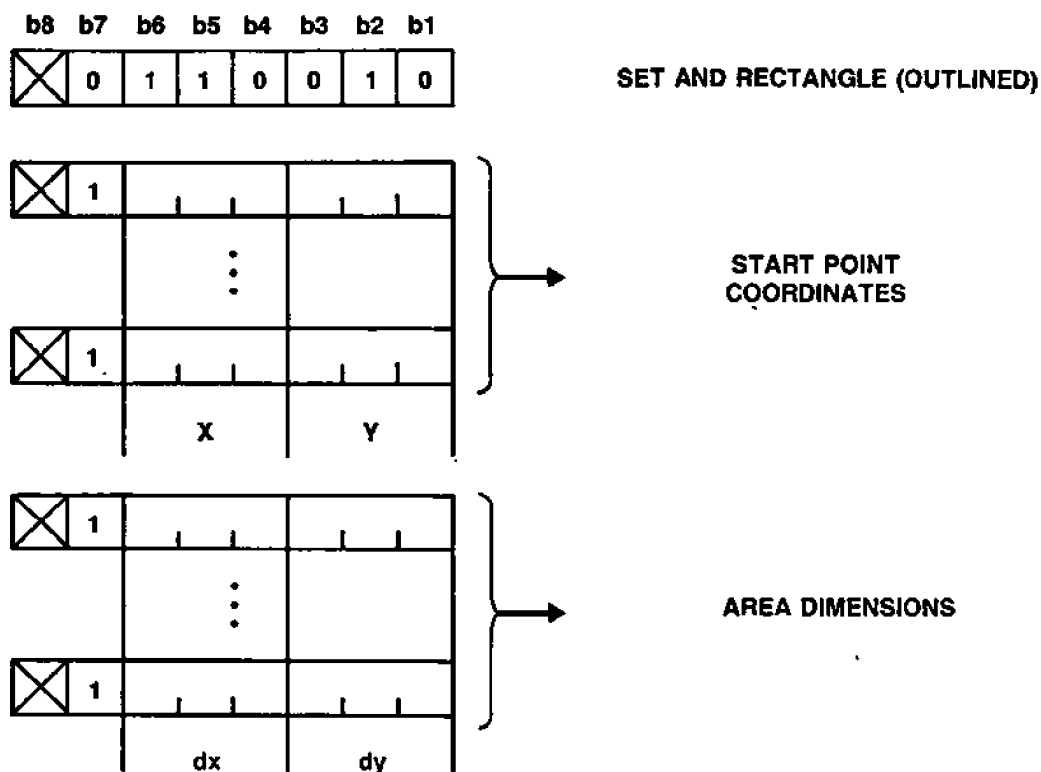 b8 b7 b6 b5 b4 b3 b2 b1
0 1 1 0 0 1 0
SET AND RECTANGLE (OUTLINED)
1
START POINT
COORDINATES
1
X Y
1
AREA DIMENSIONS
1
dx dy